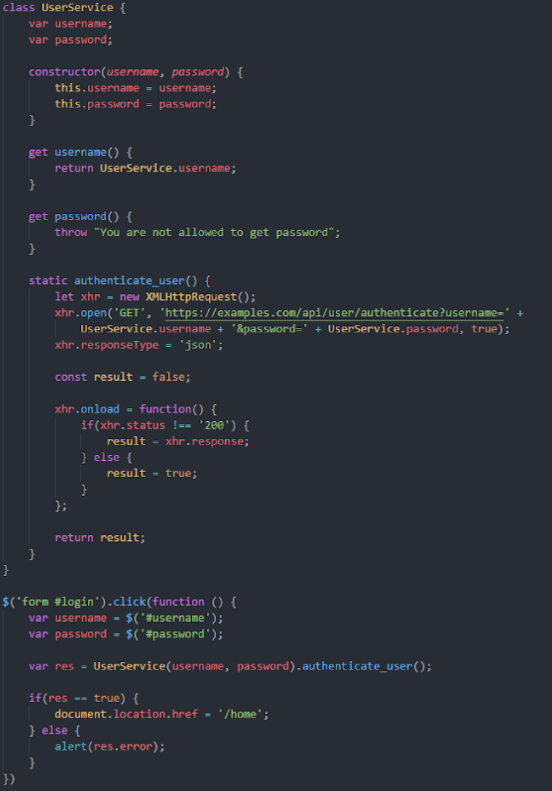 class UserService {
    var username;
    var password;

    constructor(username, password) {
        this.username = username;
        this.password = password;
    }

    get username() {
        return UserService.username;
    }

    get password() {
        throw "You are not allowed to get password";
    }

    static authenticate_user() {
        let xhr = new XMLHttpRequest();
        xhr.open('GET', 'https://examples.com/api/user/authenticate?username=' +
            UserService.username + '&password=' + UserService.password, true);
        xhr.responseType = 'json';

        const result = false;

        xhr.onload = function() {
            if(xhr.status !== '200') {
                result = xhr.response;
            } else {
                result = true;
            }
        };

        return result;
    }
}

$('form #login').click(function () {
    var username = $('#username');
    var password = $('#password');

    var res = UserService(username, password).authenticate_user();

    if(res == true) {
        document.location.href = '/home';
    } else {
        alert(res.error);
    }
})